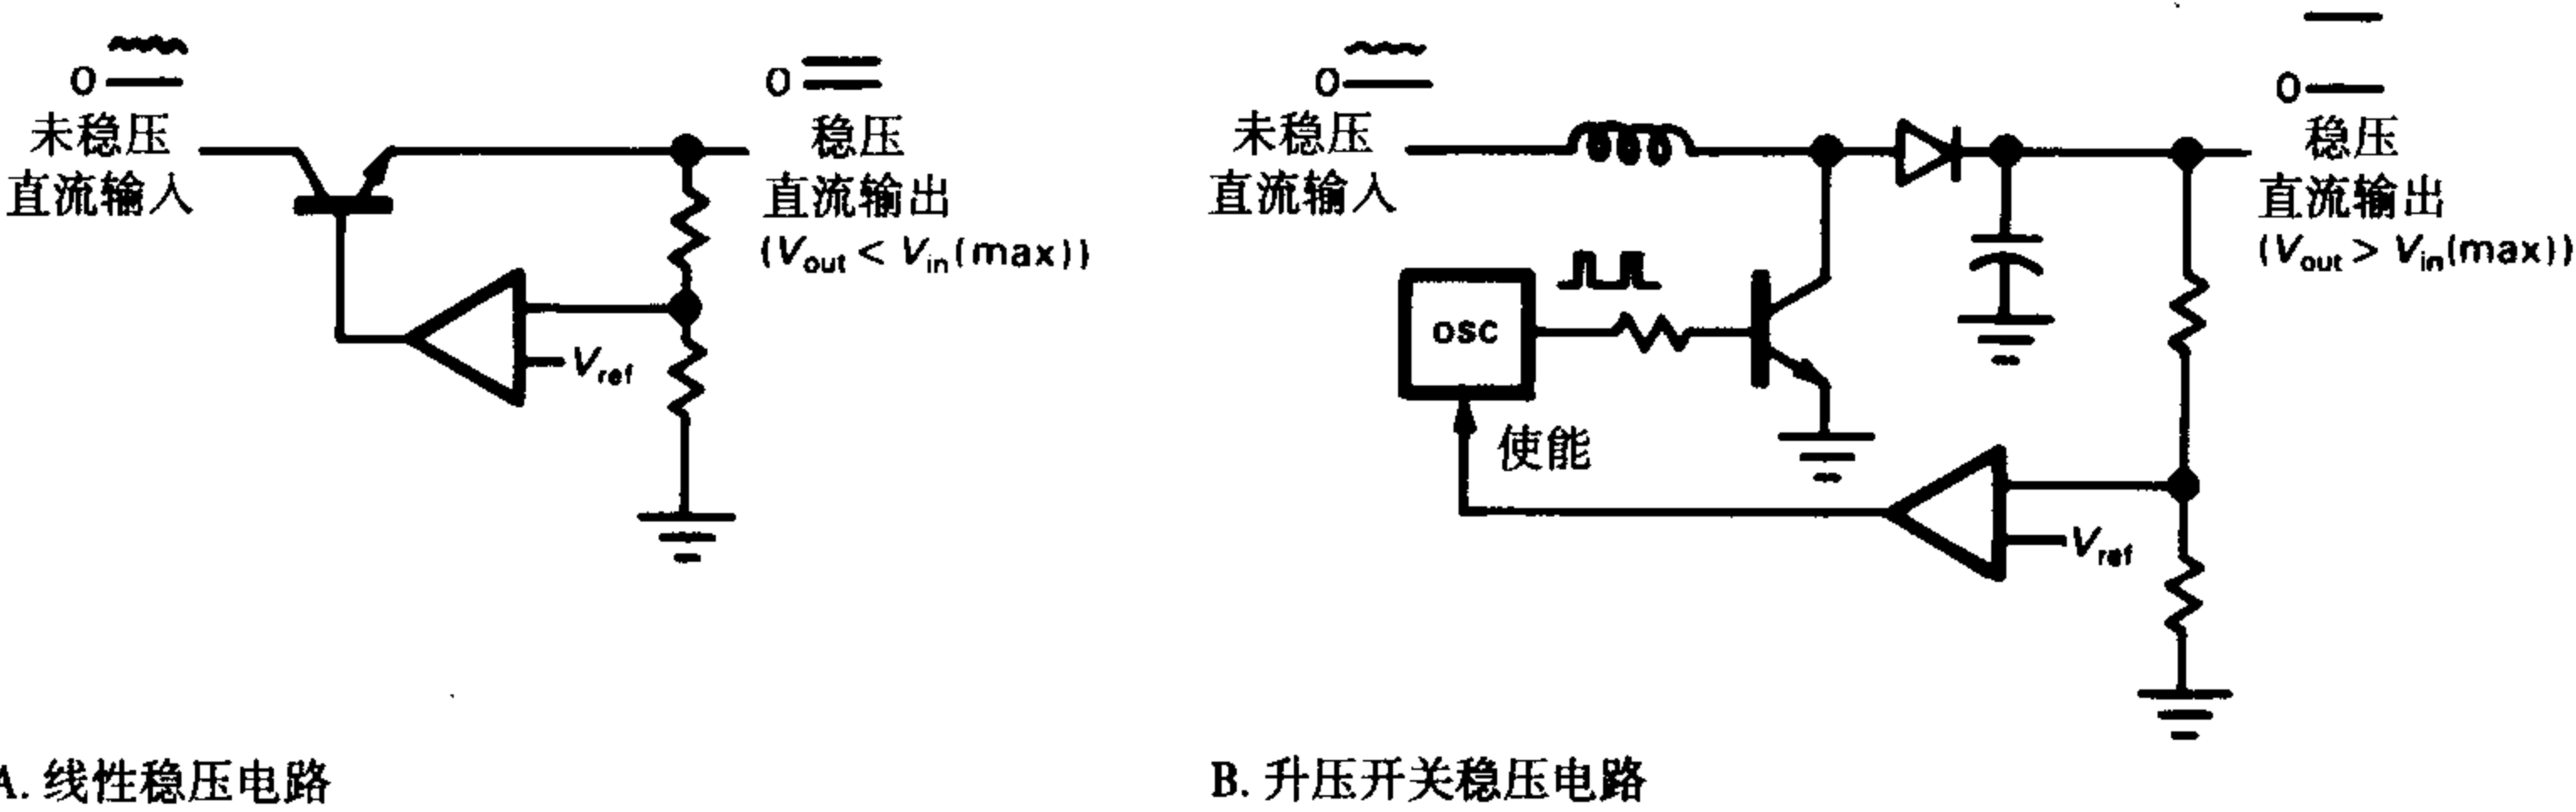 0
未稳压
直流输入
0
稳压
直流输出
(Vout < Vin(max))
Vref
A. 线性稳压电路
0
未稳压
直流输入
0
稳压
直流输出
(Vout > Vin(max))
osc
使能
Vref
B. 升压开关稳压电路